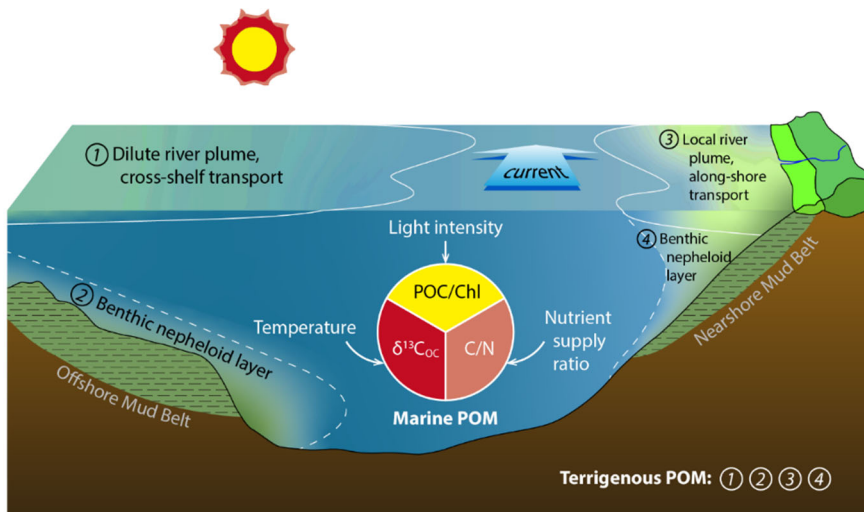 ① Dilute river plume,
cross-shelf transport
current
③ Local river
plume,
along-shore
transport
Light intensity
④ Benthic
nepheloid
layer
② Benthic nepheloid layer
POC/Chl
Temperature
δ¹³Coc
C/N
Nutrient
supply
ratio
Nearshore Mud Belt
Offshore Mud Belt
Marine POM
Terrigenous POM: ① ② ③ ④